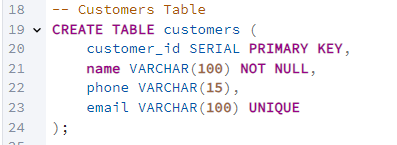 18 -- Customers Table
19 CREATE TABLE customers (
20     customer_id SERIAL PRIMARY KEY,
21     name VARCHAR(100) NOT NULL,
22     phone VARCHAR(15),
23     email VARCHAR(100) UNIQUE
24 );